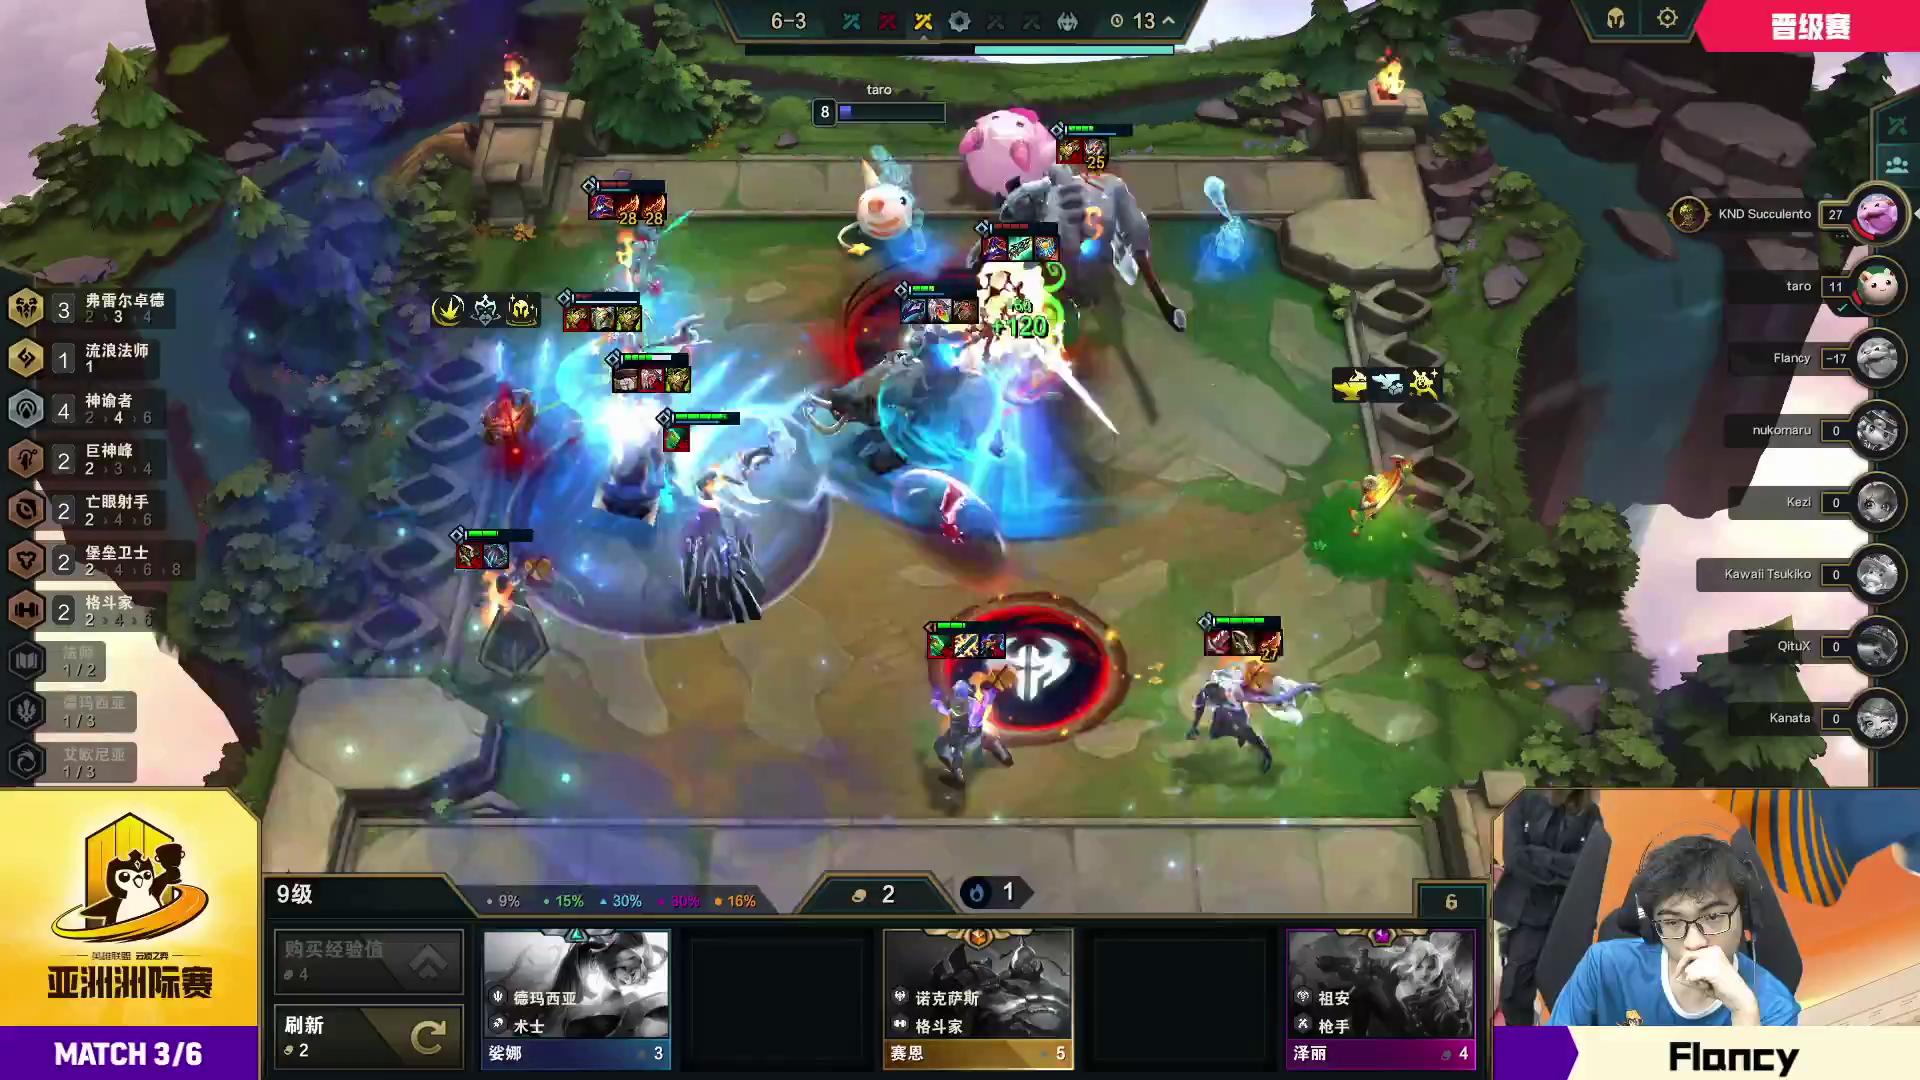 6-3
13
晋级赛
taro
8
25
28
28
60
+120
KND Succulento
27
taro
11
Flancy
-17
nukomaru
0
Kezi
0
Kawaii Tsukiko
0
QituX
0
Kanata
0
3
弗雷尔卓德
2 › 3 › 4
1
流浪法师
1
4
神谕者
2 › 4 › 6
2
巨神峰
2 › 3 › 4
2
亡眼射手
2 › 4 › 6
2
堡垒卫士
2 › 4 › 6 › 8
2
格斗家
2 › 4 › 6
法师
1 / 2
德玛西亚
1 / 3
艾欧尼亚
1 / 3
亚洲洲际赛
MATCH 3/6
9级
9%
15%
30%
30%
16%
2
1
6
购买经验值
4
刷新
2
德玛西亚
术士
娑娜
3
诺克萨斯
格斗家
赛恩
5
祖安
枪手
泽丽
4
Flancy